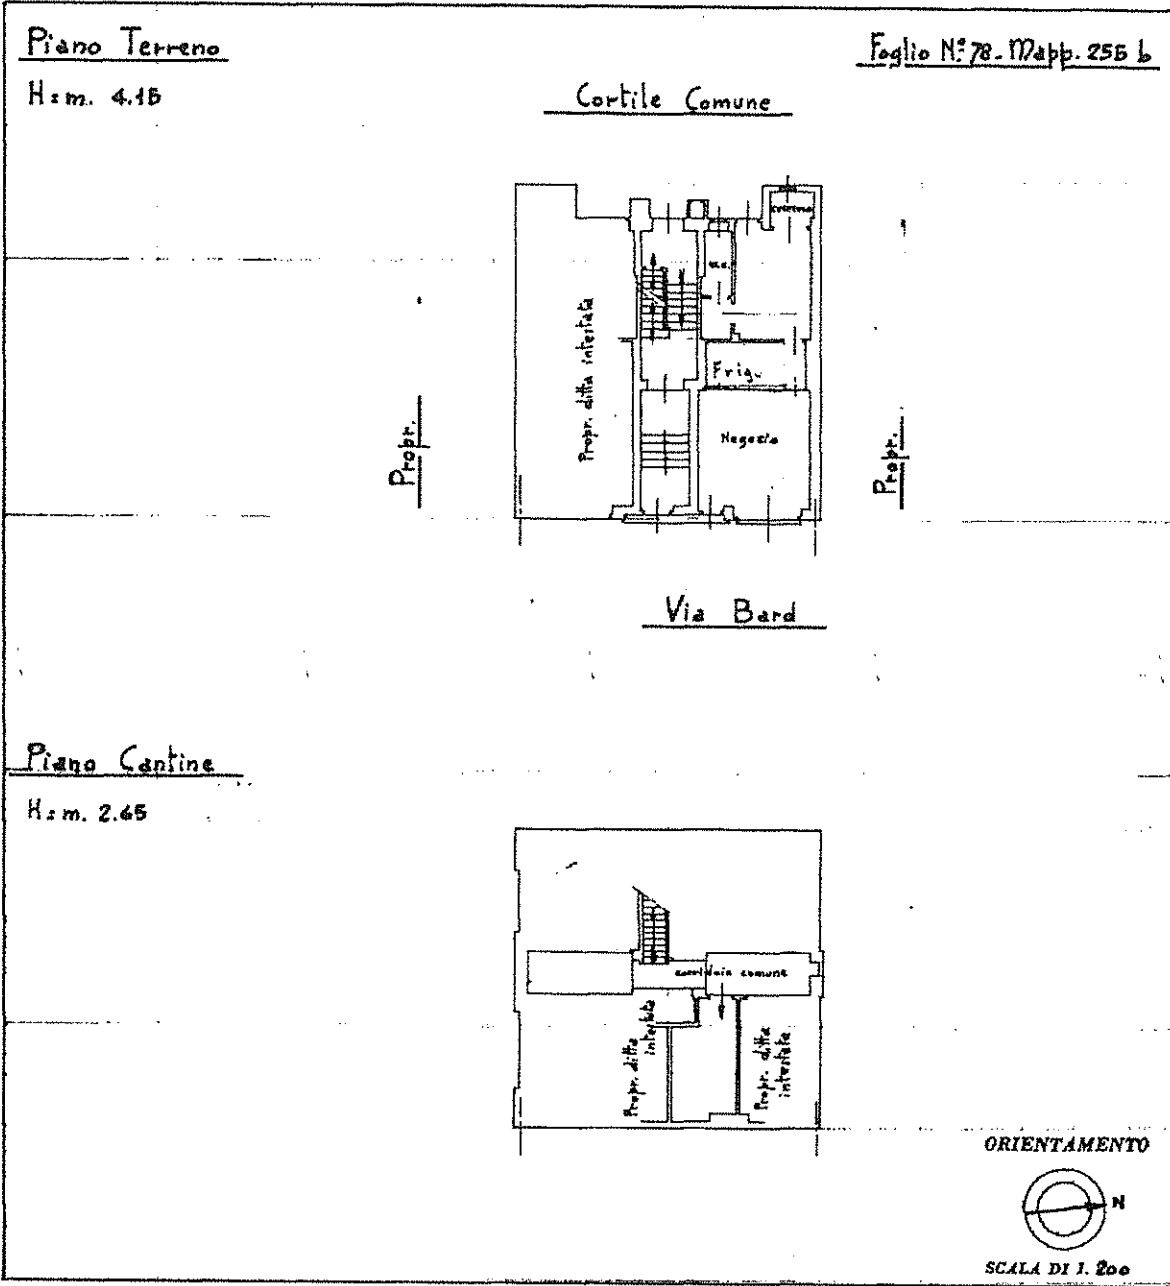 Piano Terreno
Foglio N.º 78. Mapp. 255 b
H = m. 4.15
Cortile Comune
w.c.
Propr. ditta intestata
Frigo
Negozio
Propr.
Propr.
Via Bard
Piano Cantine
H = m. 2.65
corridoio comune
Propr. ditta
intestata
Propr. ditta
intestata
ORIENTAMENTO
N
SCALA DI 1. 200